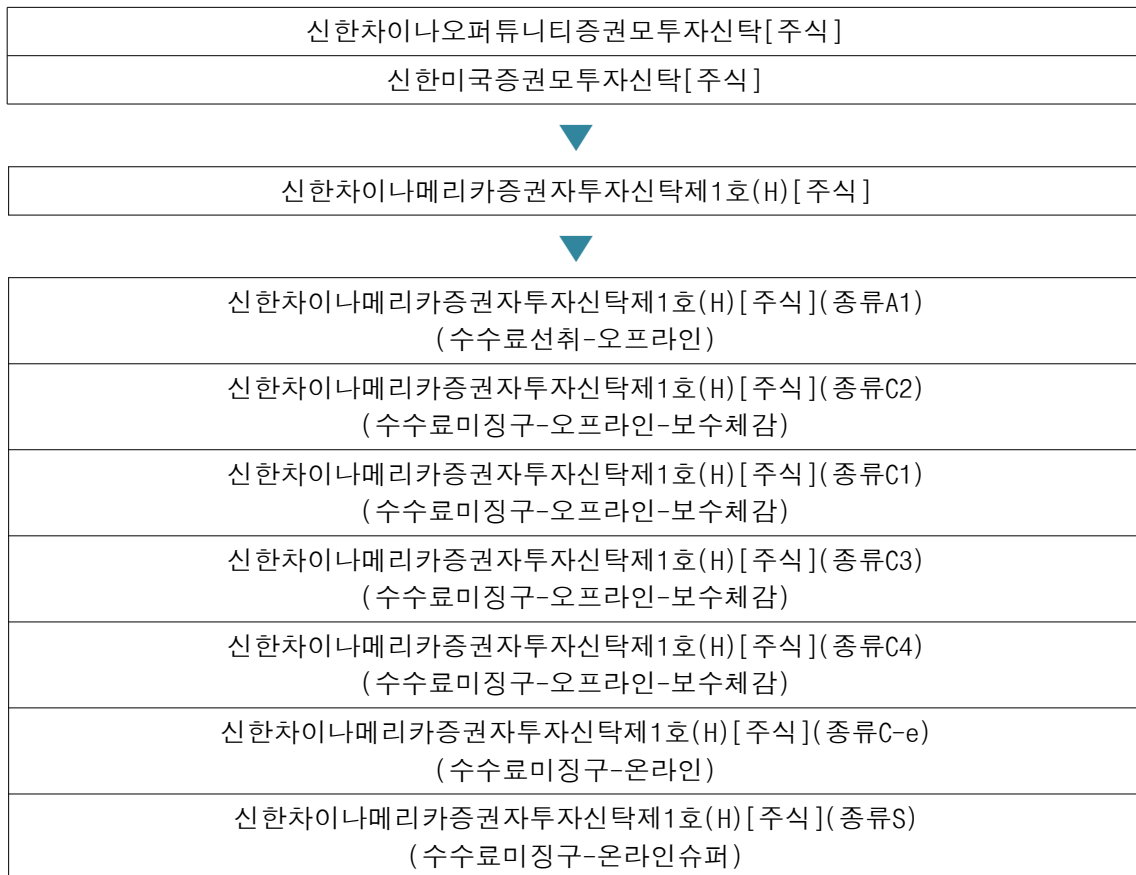 신한차이나오퍼튜니티증권모투자신탁[주식]
신한미국증권모투자신탁[주식]
신한차이나메리카증권자투자신탁제1호(H)[주식]
신한차이나메리카증권자투자신탁제1호(H)[주식](종류A1)
(수수료선취-오프라인)
신한차이나메리카증권자투자신탁제1호(H)[주식](종류C2)
(수수료미징구-오프라인-보수체감)
신한차이나메리카증권자투자신탁제1호(H)[주식](종류C1)
(수수료미징구-오프라인-보수체감)
신한차이나메리카증권자투자신탁제1호(H)[주식](종류C3)
(수수료미징구-오프라인-보수체감)
신한차이나메리카증권자투자신탁제1호(H)[주식](종류C4)
(수수료미징구-오프라인-보수체감)
신한차이나메리카증권자투자신탁제1호(H)[주식](종류C-e)
(수수료미징구-온라인)
신한차이나메리카증권자투자신탁제1호(H)[주식](종류S)
(수수료미징구-온라인슈퍼)